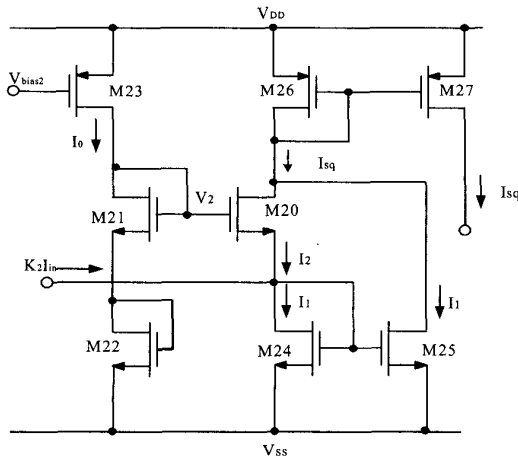 VDD
Vbias2
M23
M26
M27
I0
Isq
Isq
M21
V2
M20
K2Iin
I2
I1
I1
M22
M24
M25
VSS